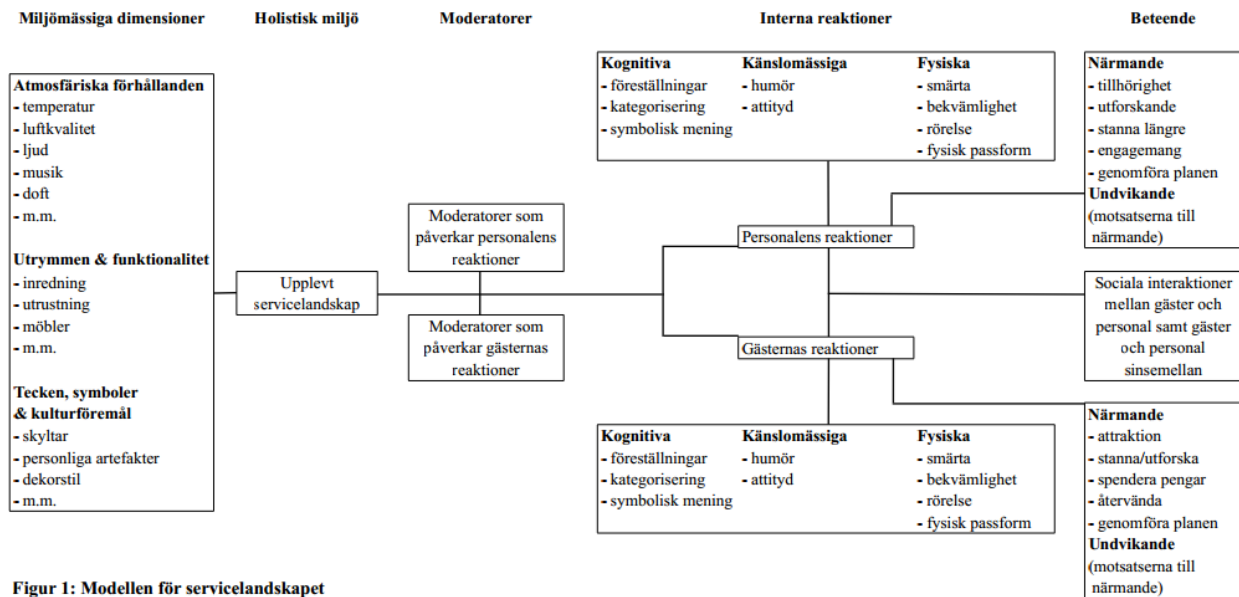 Miljömässiga dimensioner
Holistisk miljö
Moderatorer
Interna reaktioner
Beteende
Atmosfäriska förhållanden
- temperatur
- luftkvalitet
- ljud
- musik
- doft
- m.m.
Utrymmen & funktionalitet
- inredning
- utrustning
- möbler
- m.m.
Tecken, symboler
& kulturföremål
- skyltar
- personliga artefakter
- dekorstil
- m.m.
Upplevt
servicelandskap
Moderatorer som
påverkar personalens
reaktioner
Moderatorer som
påverkar gästernas
reaktioner
Kognitiva
- föreställningar
- kategorisering
- symbolisk mening
Känslomässiga
- humör
- attityd
Fysiska
- smärta
- bekvämlighet
- rörelse
- fysisk passform
Personalens reaktioner
Gästernas reaktioner
Kognitiva
- föreställningar
- kategorisering
- symbolisk mening
Känslomässiga
- humör
- attityd
Fysiska
- smärta
- bekvämlighet
- rörelse
- fysisk passform
Närmande
- tillhörighet
- utforskande
- stanna längre
- engagemang
- genomföra planen
Undvikande
(motsatserna till
närmande)
Sociala interaktioner
mellan gäster och
personal samt gäster
och personal
sinsemellan
Närmande
- attraktion
- stanna/utforska
- spendera pengar
- återvända
- genomföra planen
Undvikande
(motsatserna till
närmande)
Figur 1: Modellen för servicelandskapet